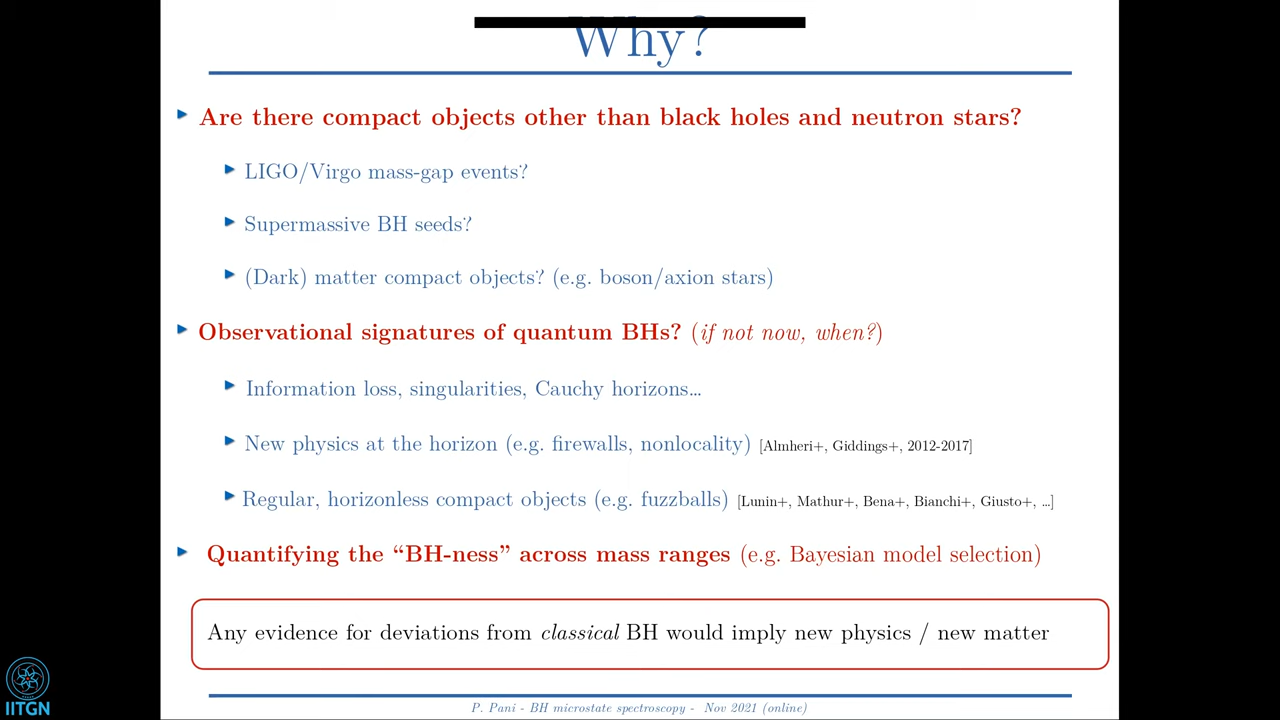 Why?
Are there compact objects other than black holes and neutron stars?
LIGO/Virgo mass-gap events?
Supermassive BH seeds?
(Dark) matter compact objects? (e.g. boson/axion stars)
Observational signatures of quantum BHs? (if not now, when?)
Information loss, singularities, Cauchy horizons…
New physics at the horizon (e.g. firewalls, nonlocality) [Almheri+, Giddings+, 2012-2017]
Regular, horizonless compact objects (e.g. fuzzballs) [Lunin+, Mathur+, Bena+, Bianchi+, Giusto+, …]
Quantifying the “BH-ness” across mass ranges (e.g. Bayesian model selection)
Any evidence for deviations from classical BH would imply new physics / new matter
IITGN
P. Pani - BH microstate spectroscopy - Nov 2021 (online)